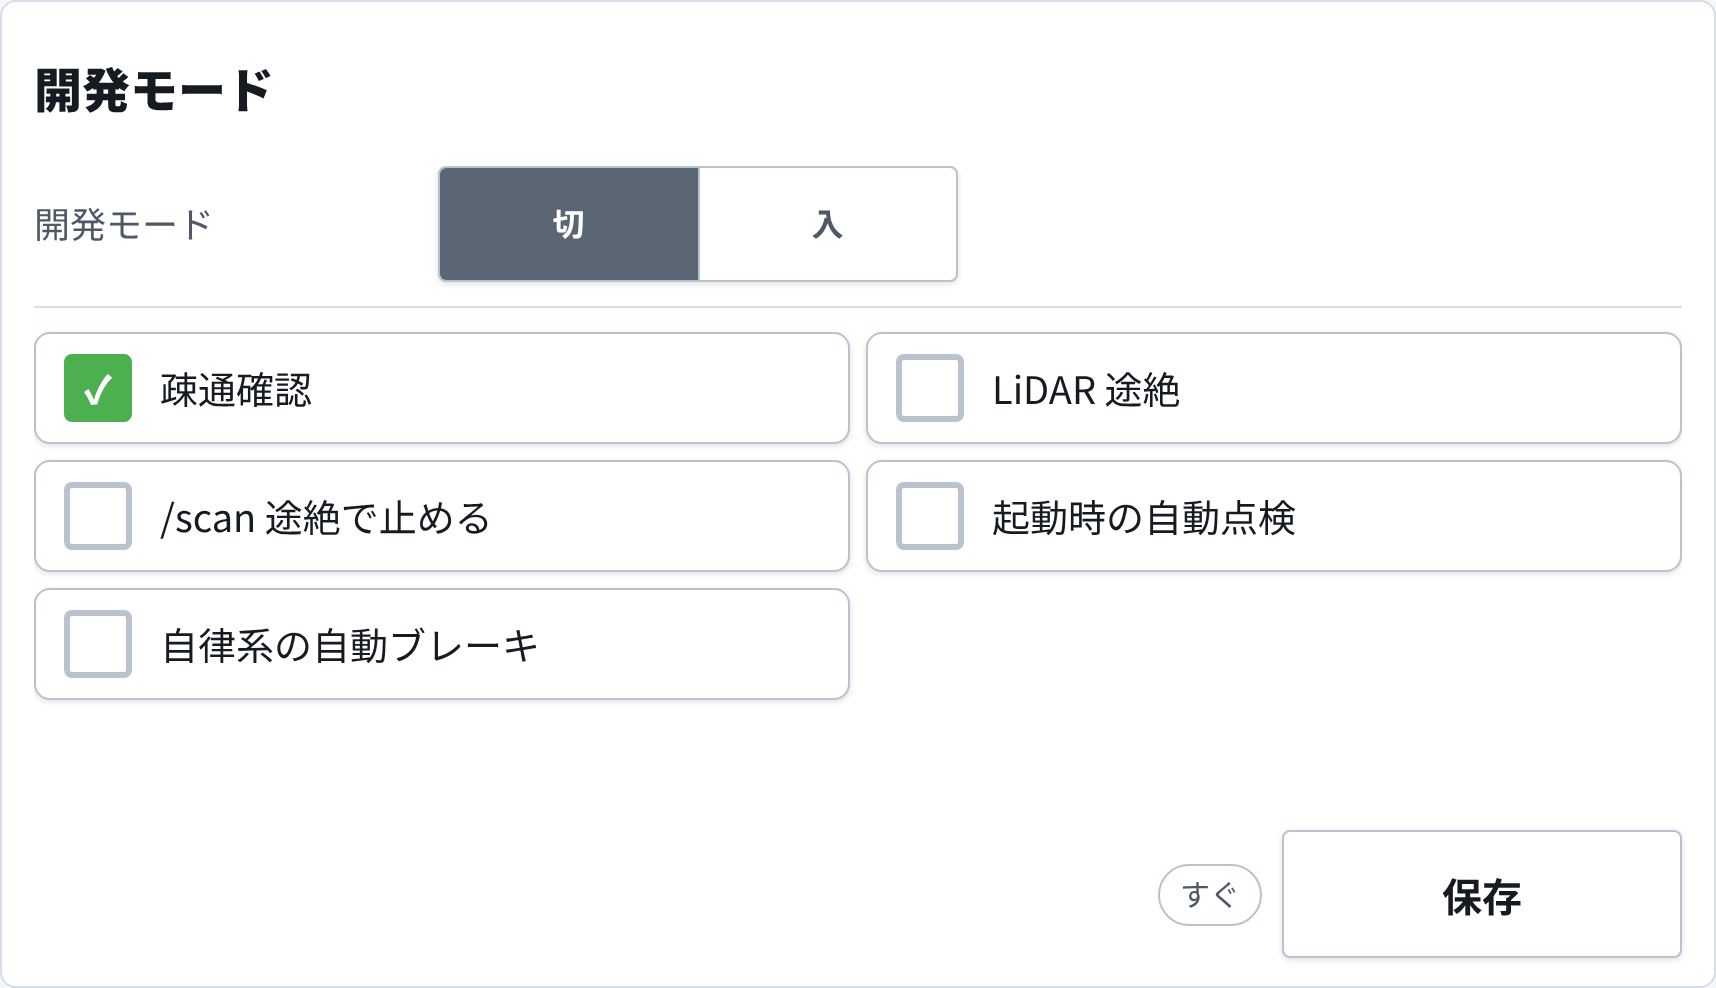 開発モード
開発モード 切 入
疎通確認 LiDAR 途絶
/scan 途絶で止める 起動時の自動点検
自律系の自動ブレーキ
すぐ 保存